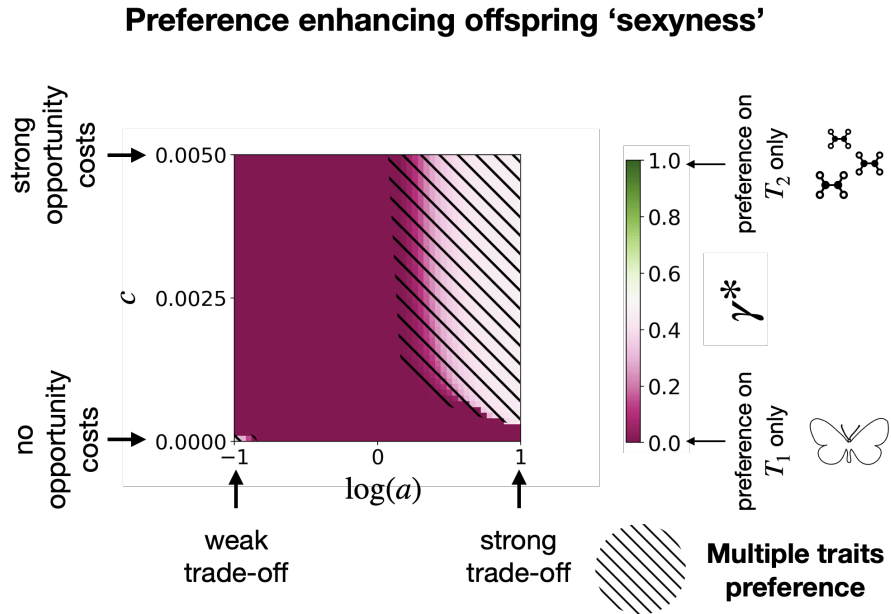 Preference enhancing offspring ‘sexyness’
strong
opportunity
costs
0.0050
c
0.0025
no
opportunity
costs
0.0000
−1
0
1
log(a)
weak
trade-off
strong
trade-off
1.0
0.8
0.6
0.4
0.2
0.0
preference on
T₂ only
γ*
preference on
T₁ only
Multiple traits
preference